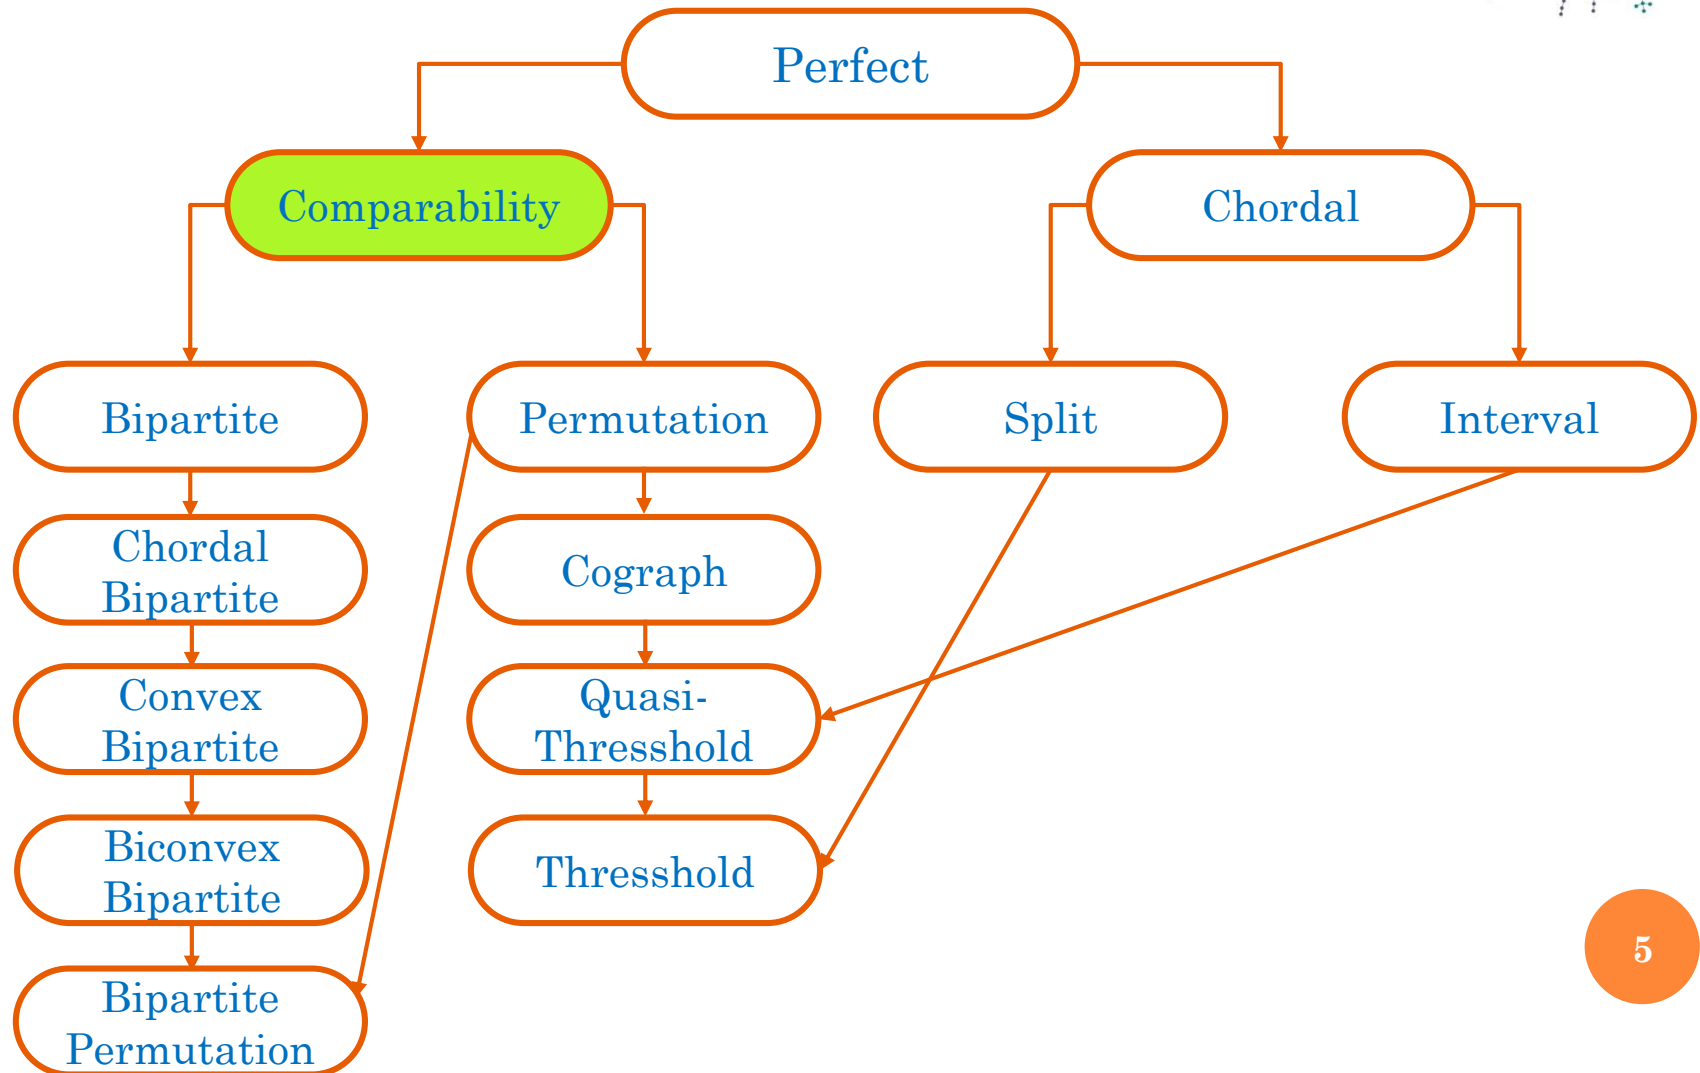 Perfect
Comparability
Chordal
Bipartite
Permutation
Split
Interval
Chordal
Bipartite
Cograph
Convex
Bipartite
Quasi-
Thresshold
Biconvex
Bipartite
Thresshold
Bipartite
Permutation
5